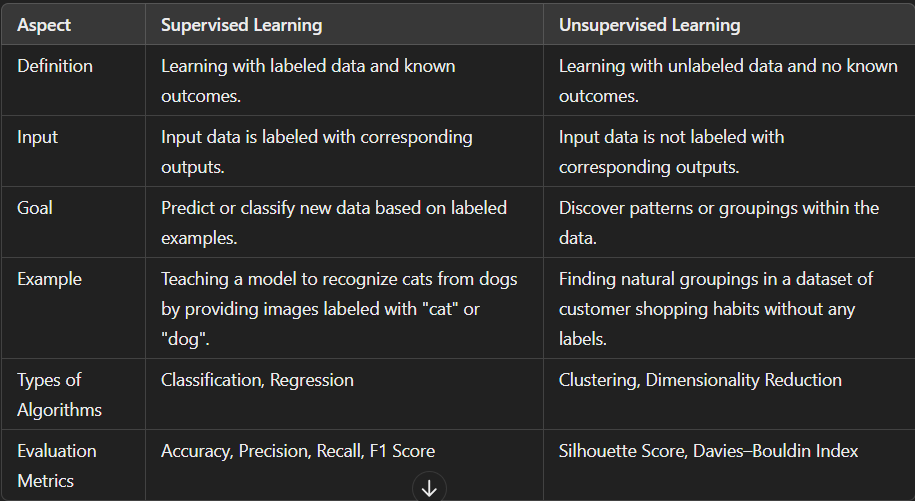 Aspect Supervised Learning Unsupervised Learning
Definition Learning with labeled data and known Learning with unlabeled data and no known
outcomes. outcomes.
Input Input data is labeled with corresponding Input data is not labeled with
outputs. corresponding outputs.
Goal Predict or classify new data based on labeled Discover patterns or groupings within the
examples. data.
Example Teaching a model to recognize cats from dogs Finding natural groupings in a dataset of
by providing images labeled with "cat" or customer shopping habits without any
"dog". labels.
Types of Classification, Regression Clustering, Dimensionality Reduction
Algorithms
Evaluation Accuracy, Precision, Recall, F1 Score Silhouette Score, Davies–Bouldin Index
Metrics